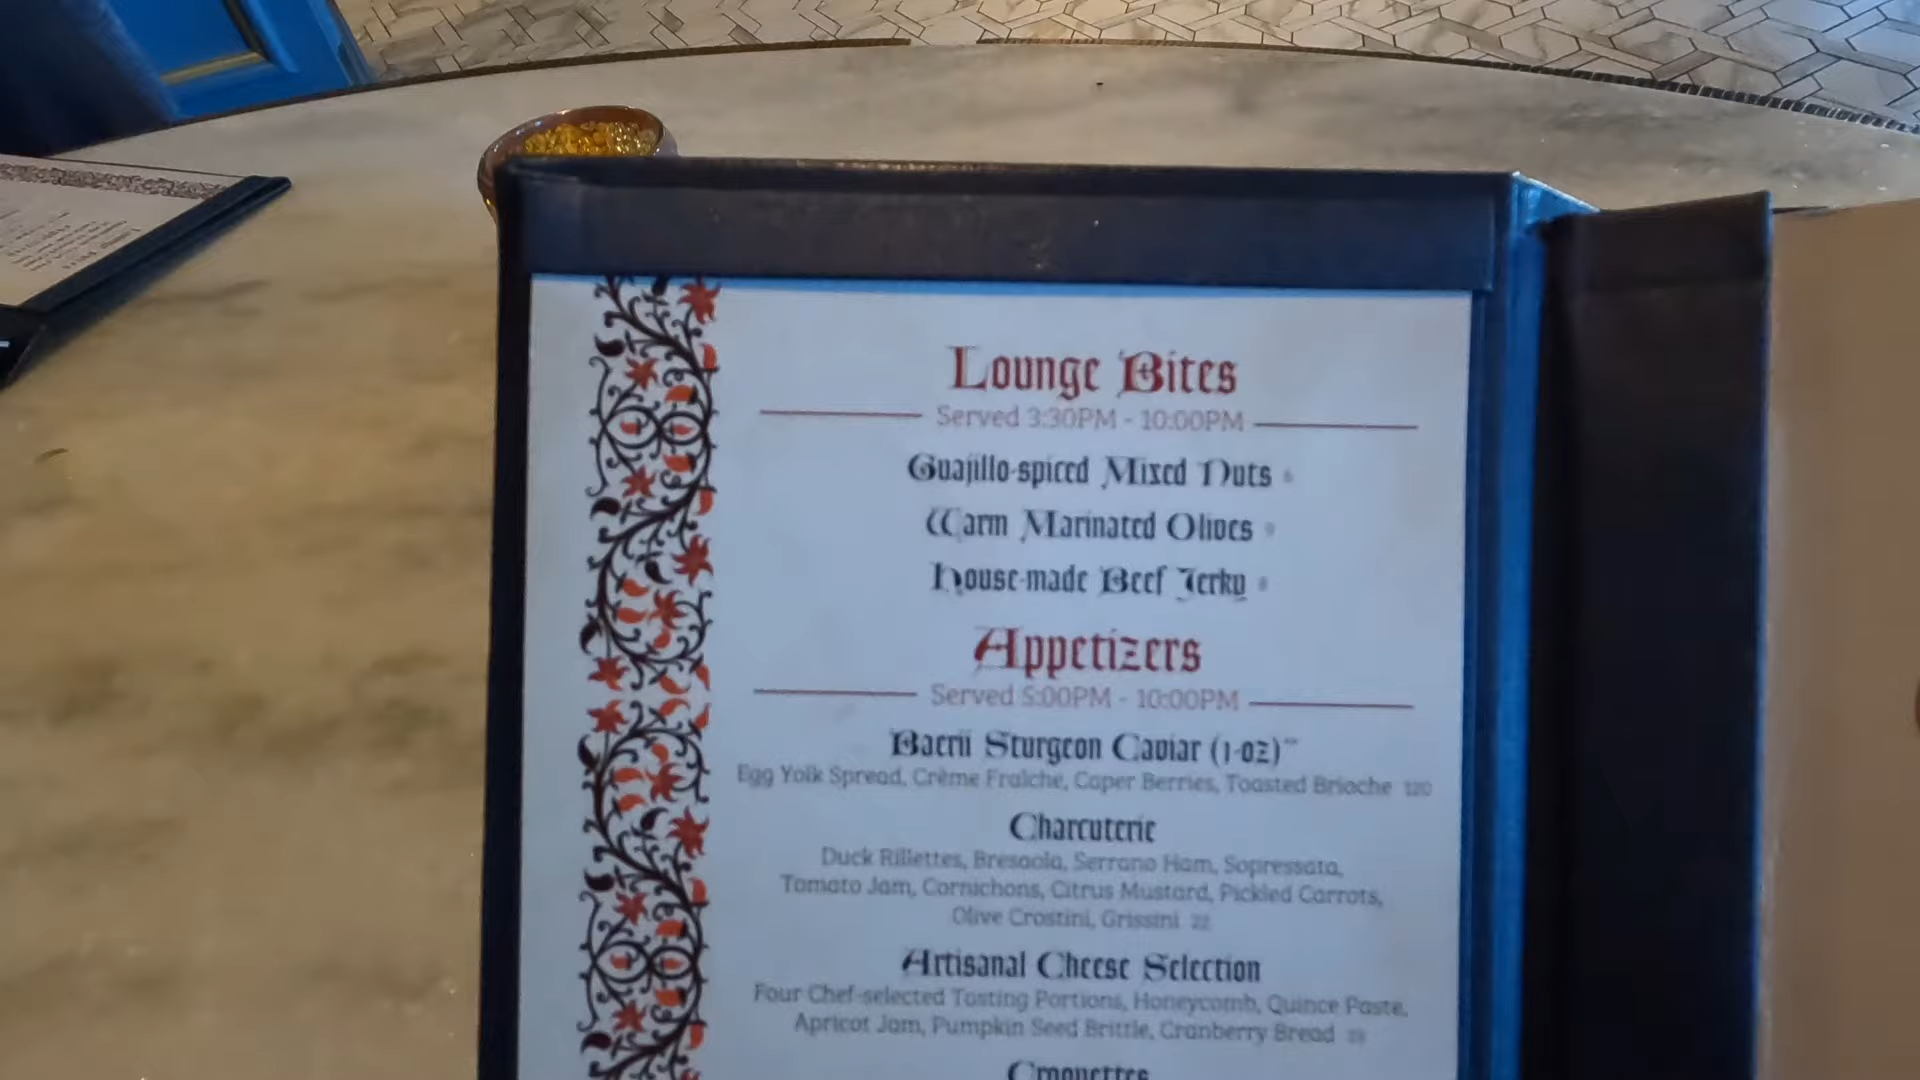 Lounge Bites
Served 3:30PM - 10:00PM
Guajillo-spiced Mixed Nuts
Warm Marinated Olives
House-made Beef Jerky
Appetizers
Served 5:00PM - 10:00PM
Baerii Sturgeon Caviar (1-oz)
Egg Yolk Spread, Crème Fraîche, Caper Berries, Toasted Brioche 120
Charcuterie
Duck Rillettes, Bresaola, Serrano Ham, Sopressata,
Tomato Jam, Cornichons, Citrus Mustard, Pickled Carrots,
Olive Crostini, Grissini 22
Artisanal Cheese Selection
Four Chef-selected Tasting Portions, Honeycomb, Quince Paste,
Apricot Jam, Pumpkin Seed Brittle, Cranberry Bread
Croquettes